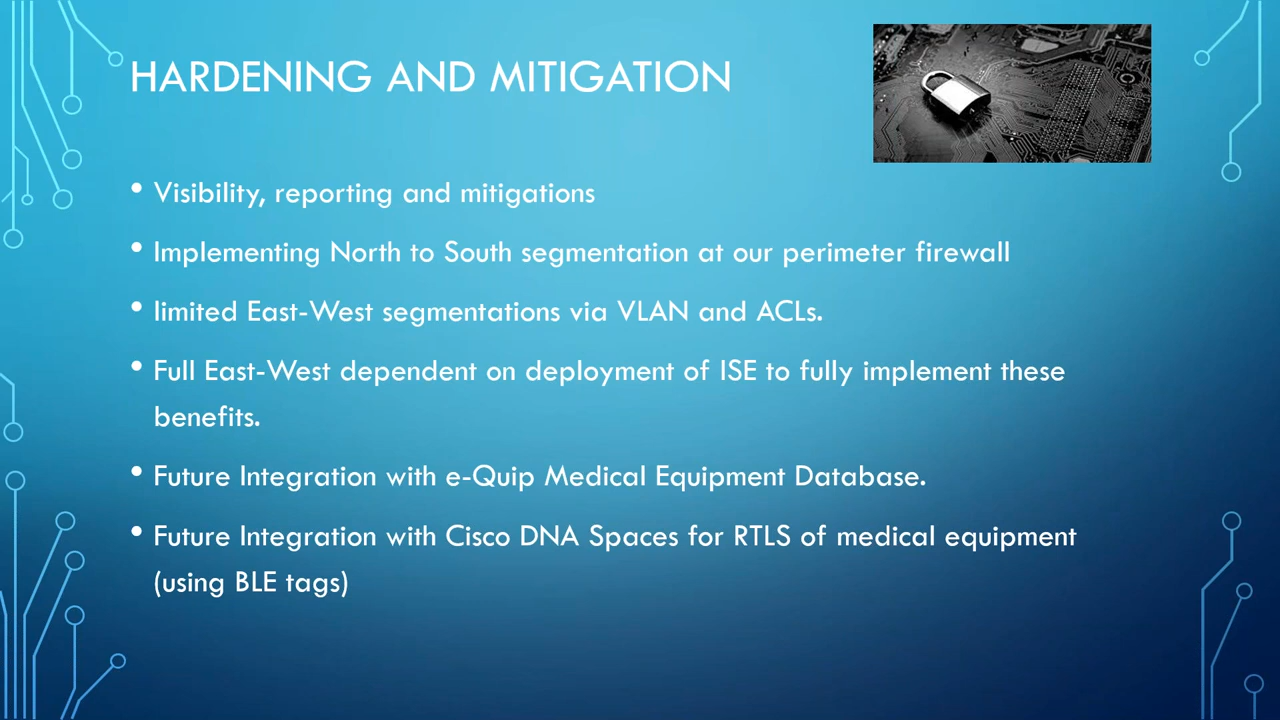 HARDENING AND MITIGATION
• Visibility, reporting and mitigations
• Implementing North to South segmentation at our perimeter firewall
• limited East-West segmentations via VLAN and ACLs.
• Full East-West dependent on deployment of ISE to fully implement these
benefits.
• Future Integration with e-Quip Medical Equipment Database.
• Future Integration with Cisco DNA Spaces for RTLS of medical equipment
(using BLE tags)